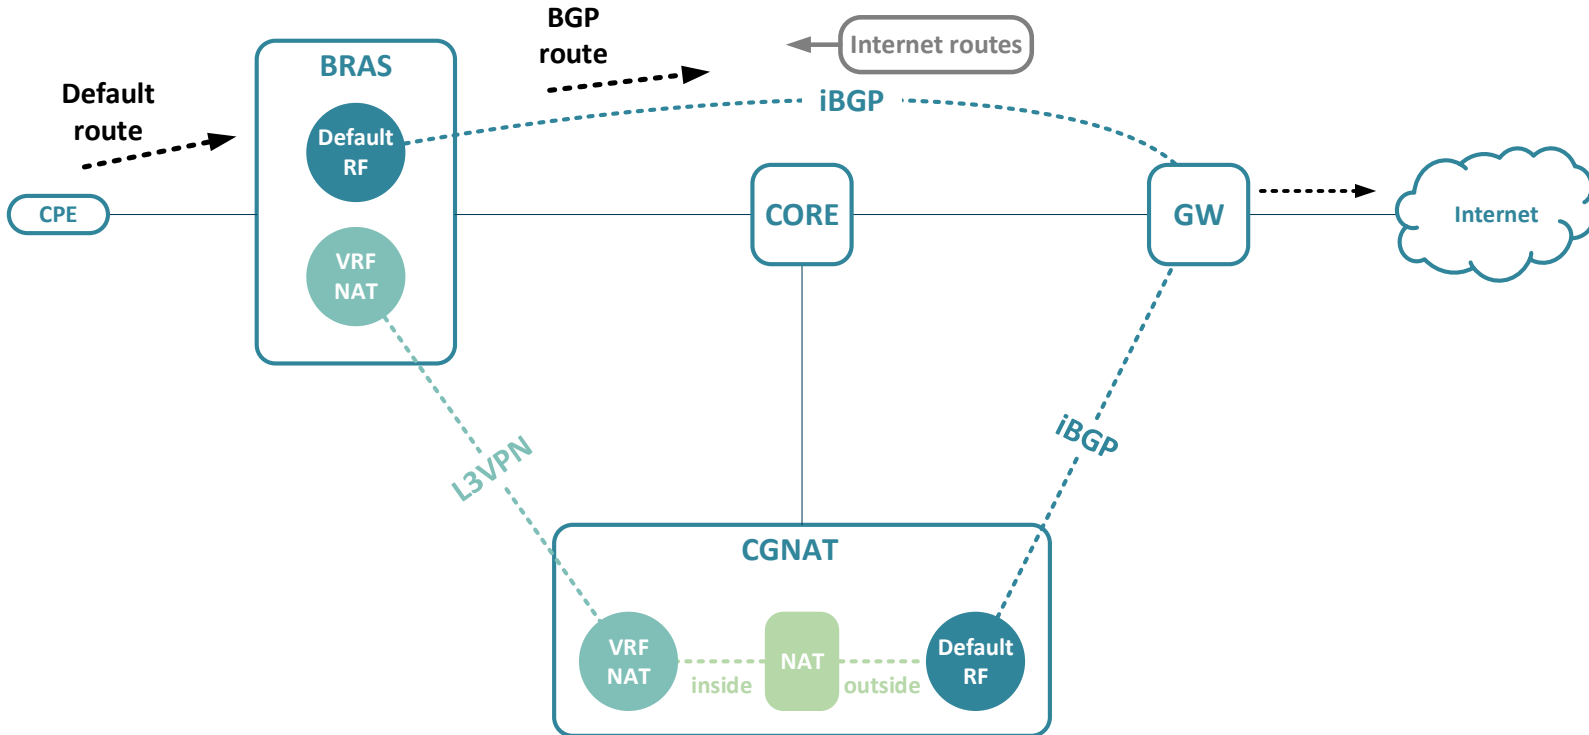 BGP
route
Internet routes
BRAS
Default
route
iBGP
Default
RF
CPE
CORE
GW
Internet
VRF
NAT
L3VPN
iBGP
CGNAT
VRF
NAT
inside
NAT
outside
Default
RF